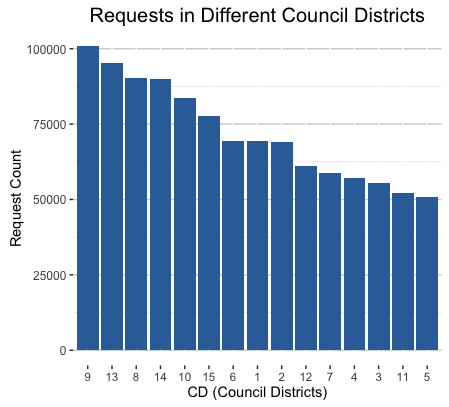 Requests in Different Council Districts
Request Count
100000
75000
50000
25000
0
9 13 8 14 10 15 6 1 2 12 7 4 3 11 5
CD (Council Districts)